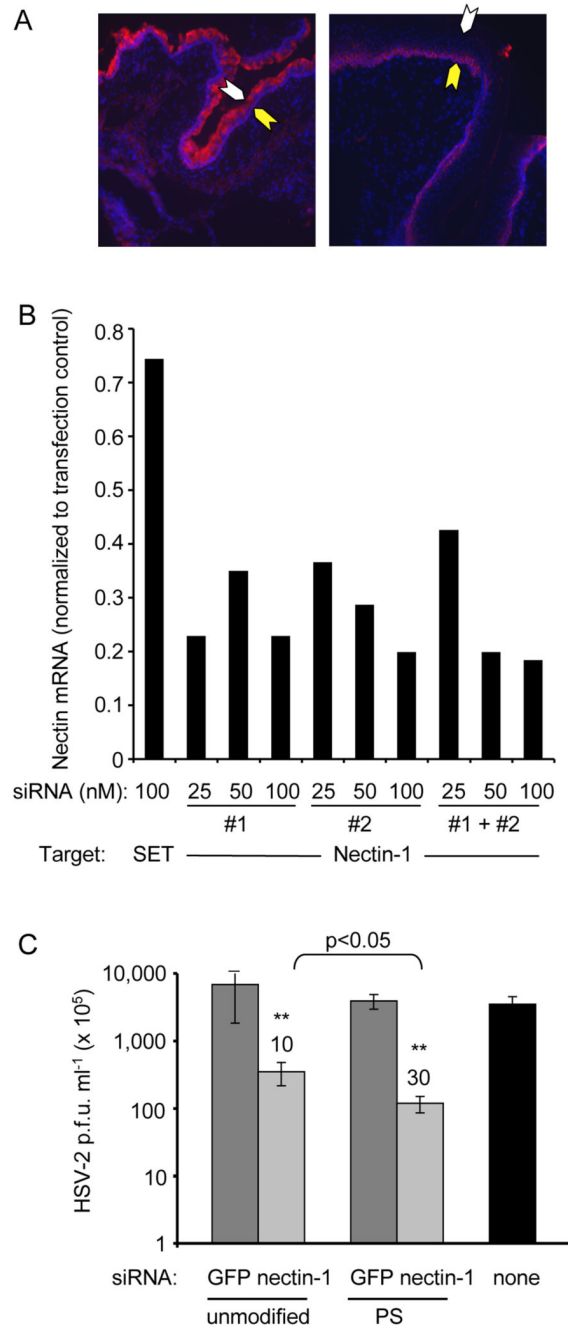 A
B
Nectin mRNA (normalized to transfection control)
0.8
0.7
0.6
0.5
0.4
0.3
0.2
0.1
0
siRNA (nM): 100 25 50 100 25 50 100 25 50 100
#1 #2 #1 + #2
Target: SET Nectin-1
C
p<0.05
HSV-2 p.f.u. ml⁻¹ (x 10⁵)
10,000
1,000
100
10
1
** **
10 30
siRNA: GFP nectin-1 GFP nectin-1 none
unmodified PS